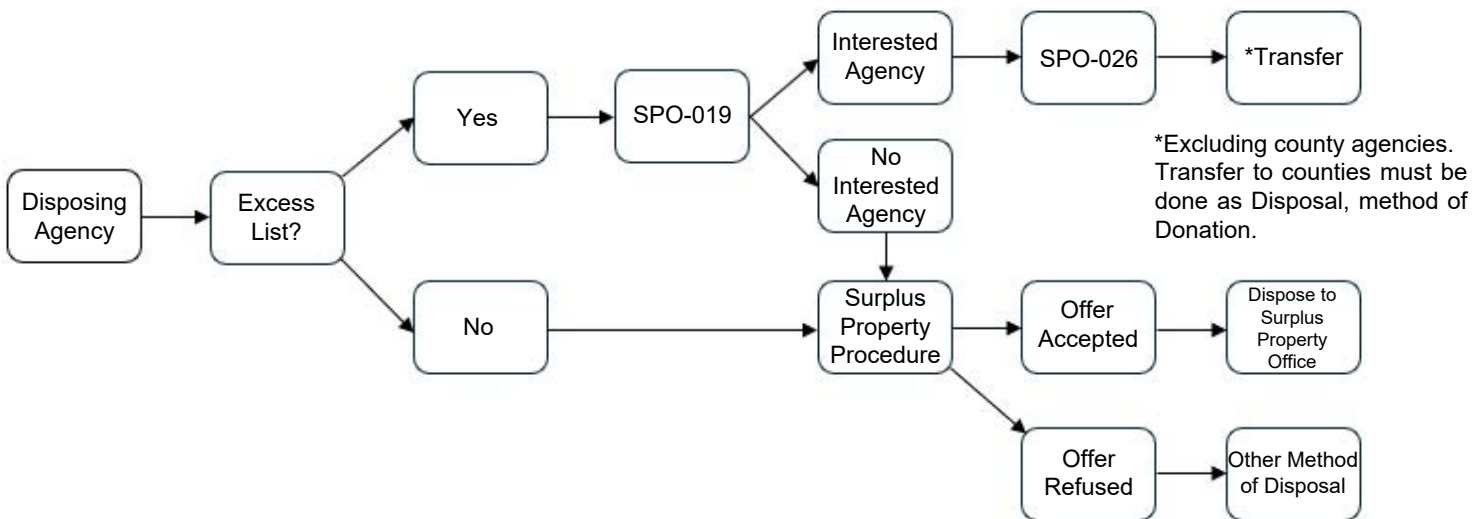 Disposing
Agency
Excess
List?
Yes
SPO-019
Interested
Agency
SPO-026
*Transfer
*Excluding county agencies.
Transfer to counties must be
done as Disposal, method of
Donation.
No
Interested
Agency
No
Surplus
Property
Procedure
Offer
Accepted
Dispose to
Surplus
Property
Office
Offer
Refused
Other Method
of Disposal